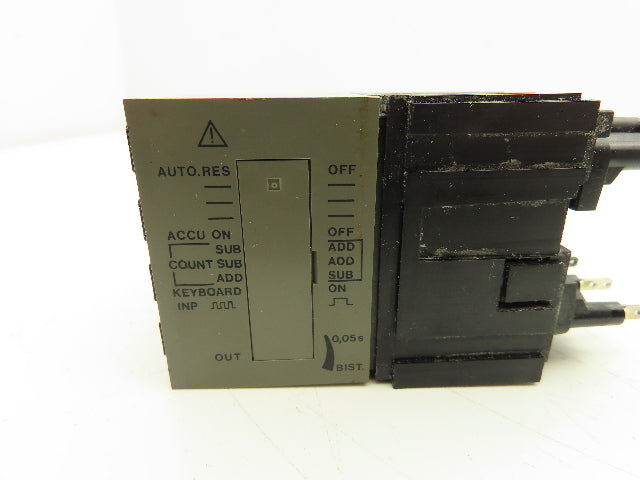 AUTO.RES OFF
ACCU ON OFF
SUB ADD
COUNT SUB ADD
ADD SUB
KEYBOARD ON
INP
0,05s
OUT BIST.